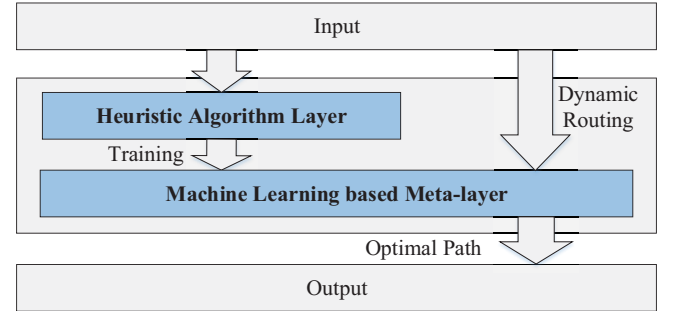 Input
Heuristic Algorithm Layer
Dynamic
Routing
Training
Machine Learning based Meta-layer
Optimal Path
Output